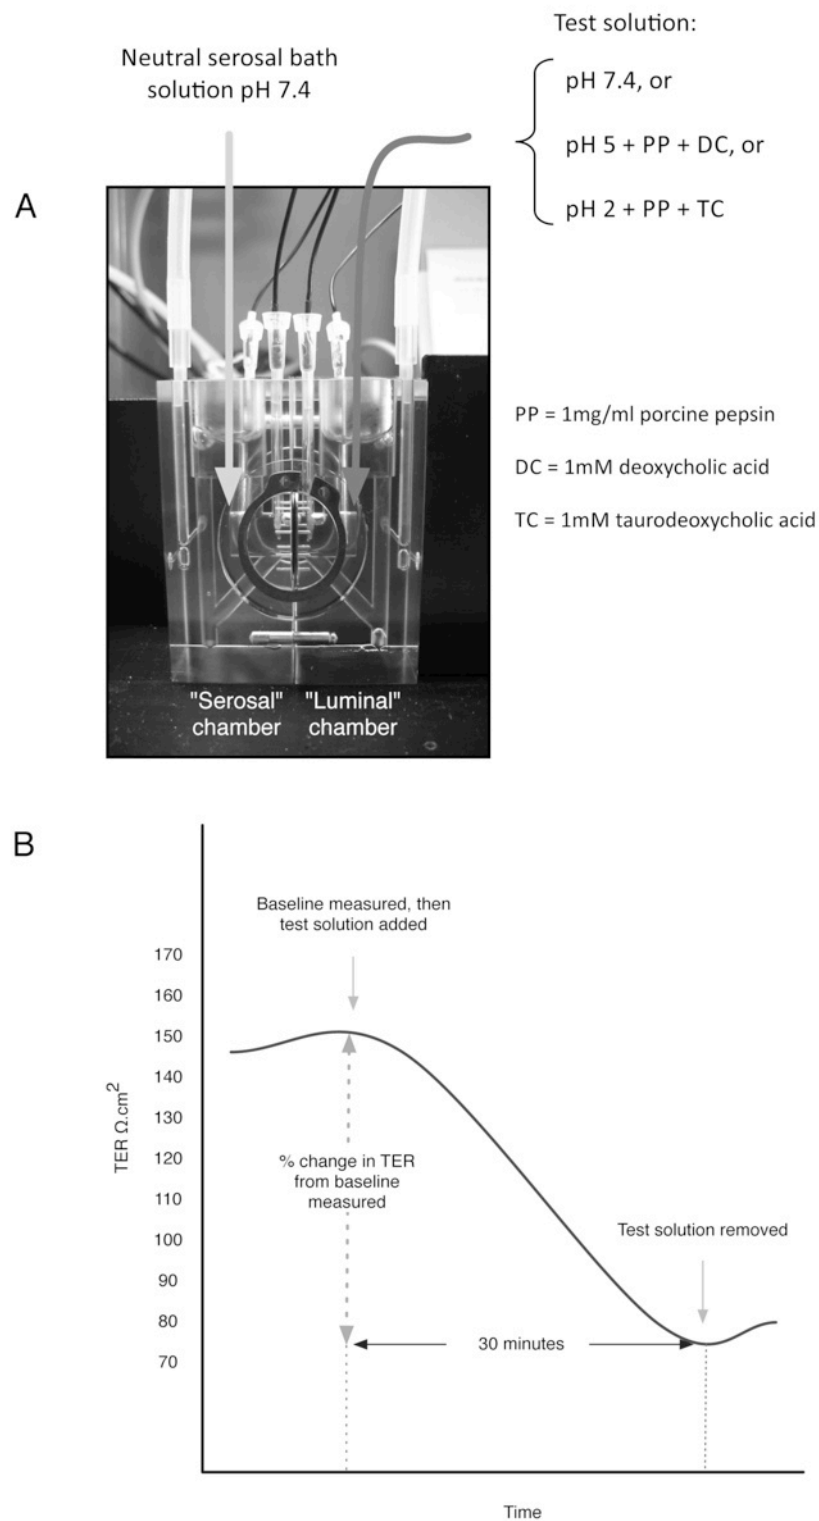 Test solution:
Neutral serosal bath
solution pH 7.4
pH 7.4, or
pH 5 + PP + DC, or
pH 2 + PP + TC
A
PP = 1mg/ml porcine pepsin
DC = 1mM deoxycholic acid
TC = 1mM taurodeoxycholic acid
"Serosal" "Luminal"
chamber chamber
B
Baseline measured, then
test solution added
170
160
150
140
130
120
110
100
90
80
70
TER Ω.cm²
% change in TER
from baseline
measured
Test solution removed
30 minutes
Time